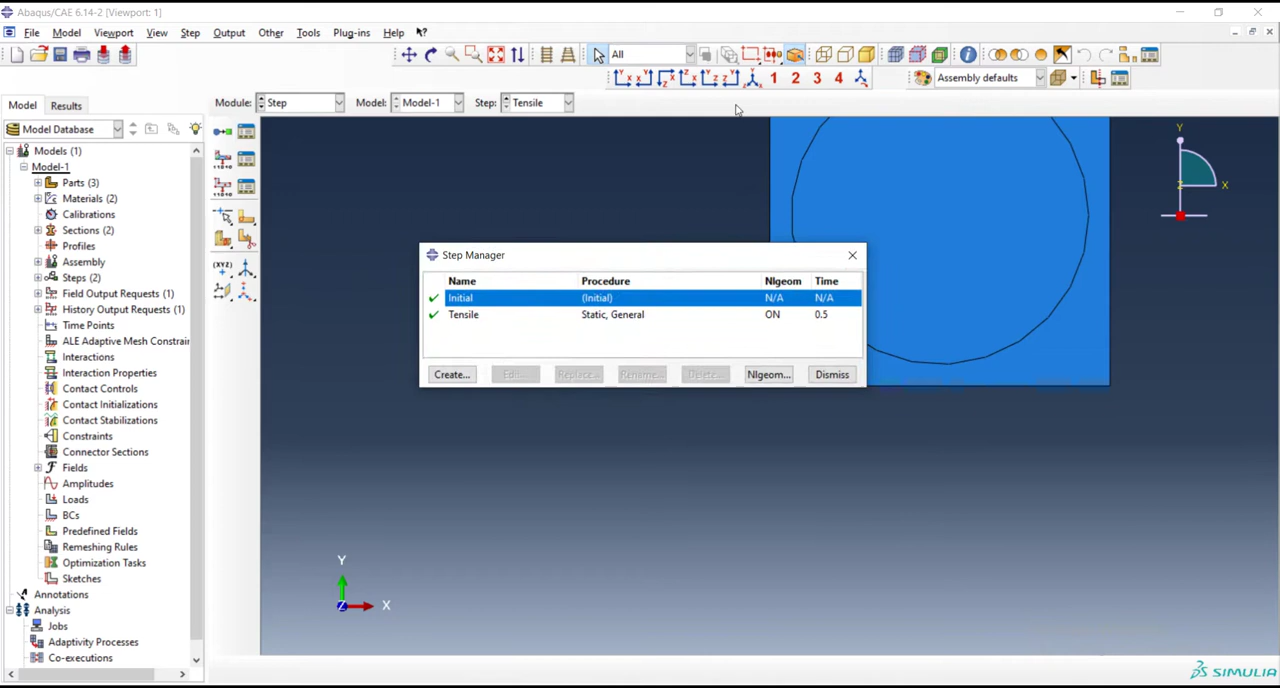 Abaqus/CAE 6.14-2 [Viewport: 1]
File Model Viewport View Step Output Other Tools Plug-ins Help
All
1 2 3 4 Assembly defaults
Model Results Module: Step Model: Model-1 Step: Tensile
Model Database
Models (1)
Model-1
Parts (3)
Materials (2)
Calibrations
Sections (2)
Profiles
Assembly
Steps (2)
Field Output Requests (1)
History Output Requests (1)
Time Points
ALE Adaptive Mesh Constrair
Interactions
Interaction Properties
Contact Controls
Contact Initializations
Contact Stabilizations
Constraints
Connector Sections
Fields
Amplitudes
Loads
BCs
Predefined Fields
Remeshing Rules
Optimization Tasks
Sketches
Annotations
Analysis
Jobs
Adaptivity Processes
Co-executions
(XYZ)
Step Manager
Name Procedure Nlgeom Time
Initial (Initial) N/A N/A
Tensile Static, General ON 0.5
Create... Edit... Replace... Rename... Delete... Nlgeom... Dismiss
Y
X
Z
Y
X
Z
SIMULIA